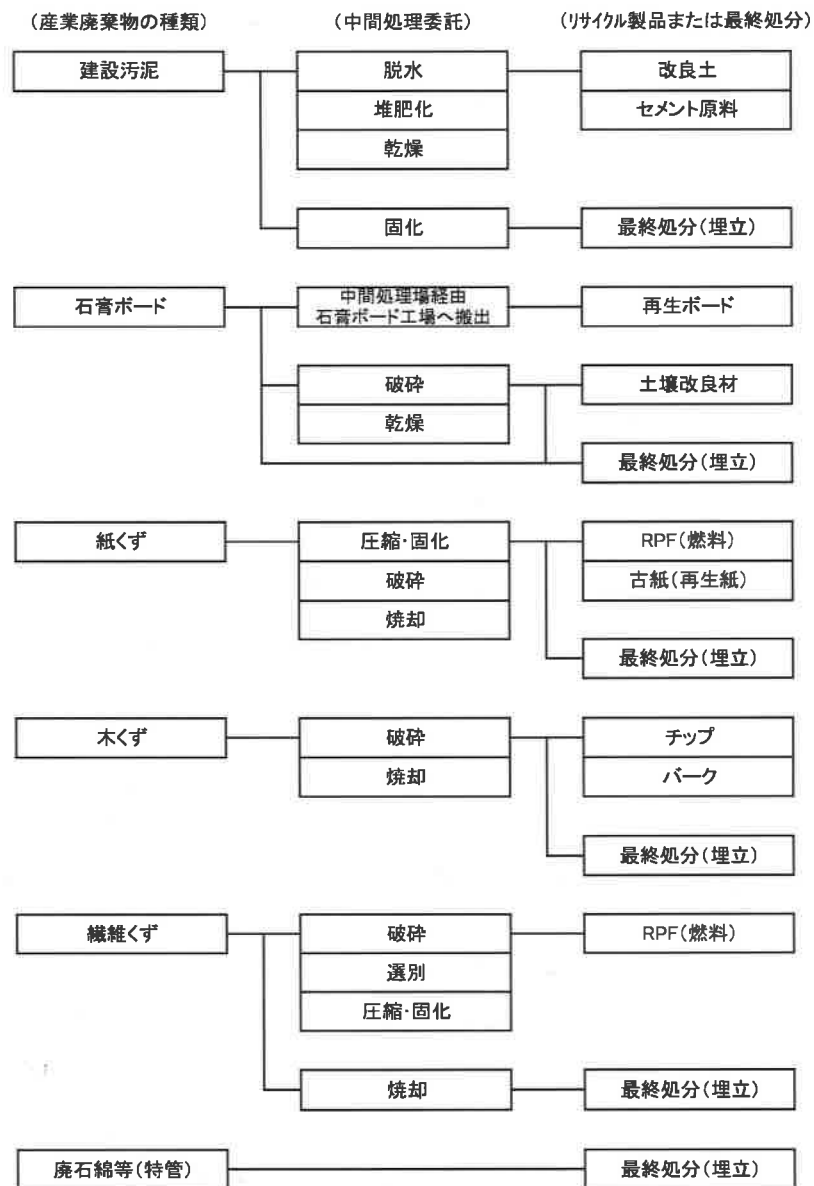 (産業廃棄物の種類) (中間処理委託) (リサイクル製品または最終処分)
建設汚泥 脱水 改良土
堆肥化 セメント原料
乾燥
固化 最終処分(埋立)
石膏ボード 中間処理場経由 再生ボード
石膏ボード工場へ搬出
破砕 土壌改良材
乾燥
最終処分(埋立)
紙くず 圧縮・固化 RPF(燃料)
破砕 古紙(再生紙)
焼却
最終処分(埋立)
木くず 破砕 チップ
焼却 バーク
最終処分(埋立)
繊維くず 破砕 RPF(燃料)
選別
圧縮・固化
焼却 最終処分(埋立)
廃石綿等(特管) 最終処分(埋立)